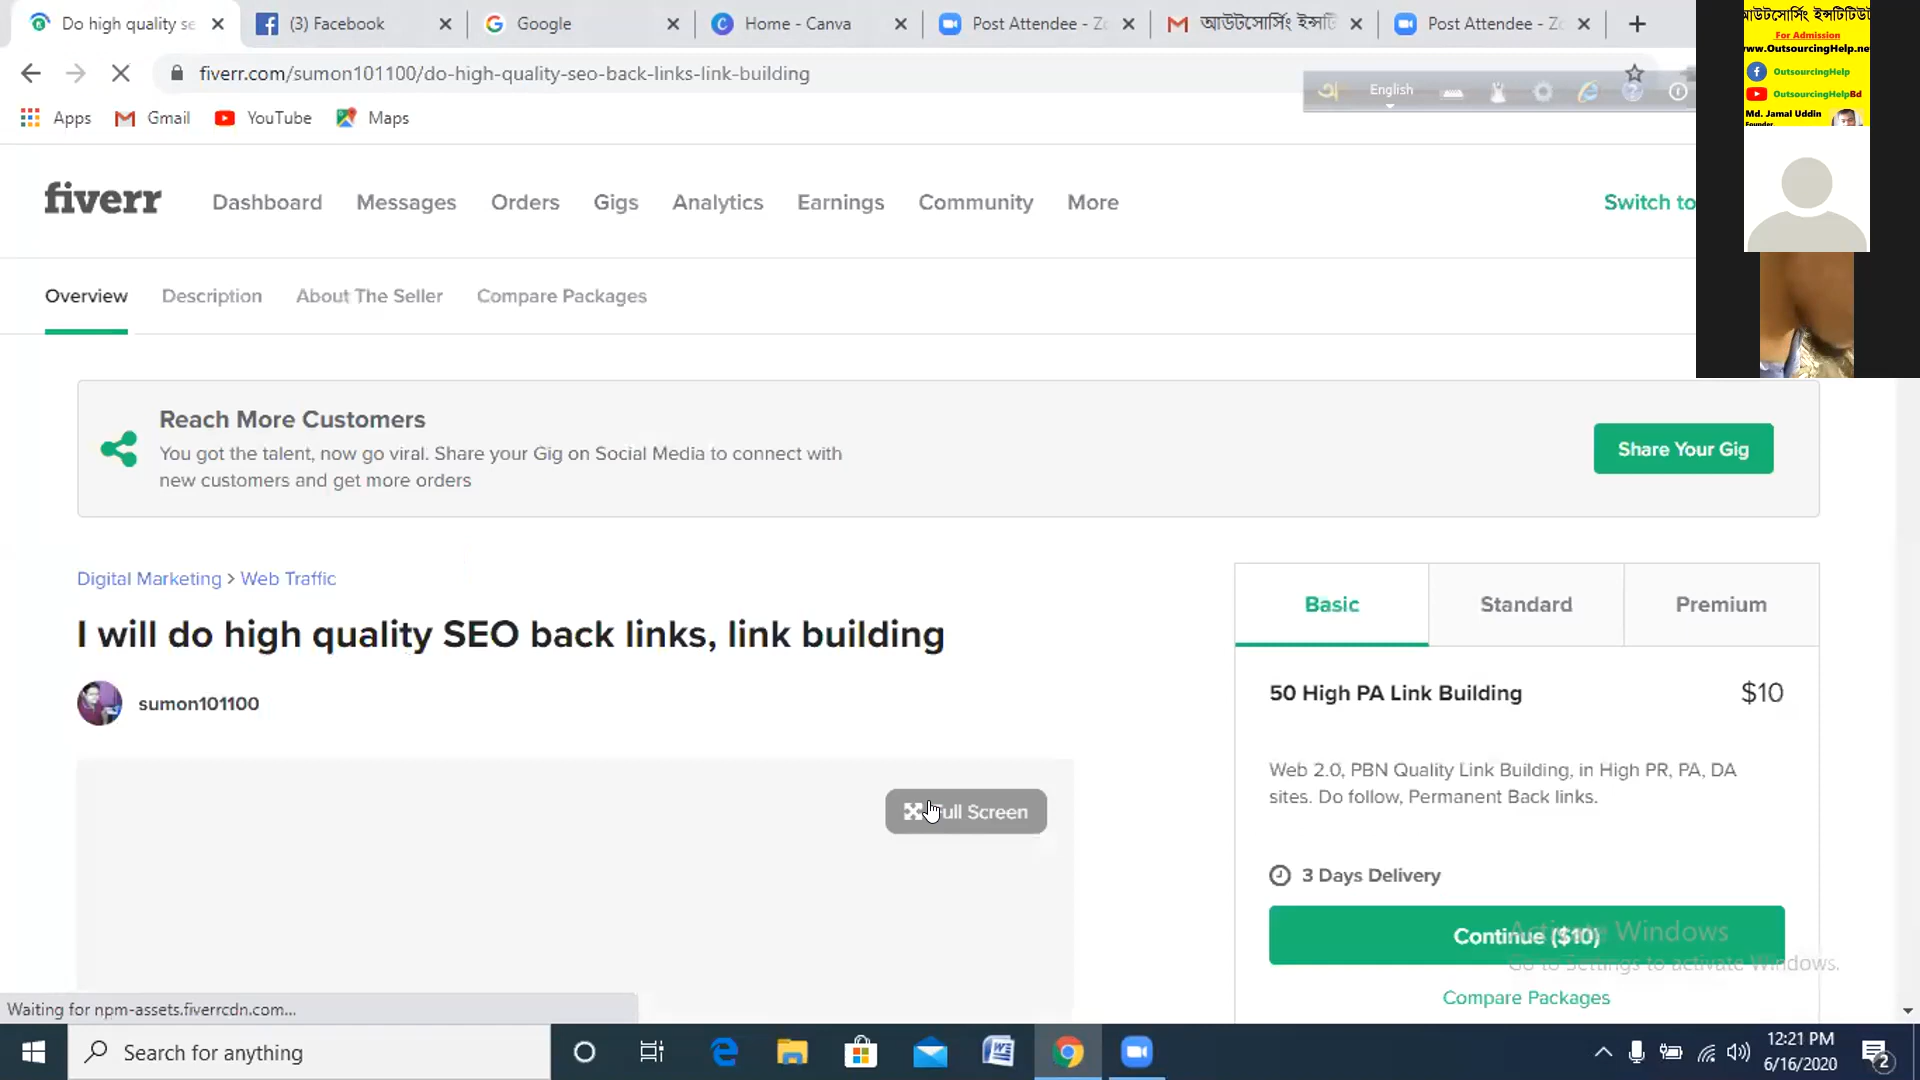 Do high quality se
(3) Facebook
Google
Home - Canva
Post Attendee - Zo
আউটসোর্সিং ইন্সটি
Post Attendee - Zo
fiverr.com/sumon101100/do-high-quality-seo-back-links-link-building
English
Apps
Gmail
YouTube
Maps
আউটসোর্সিং ইন্সটিটিউট
For Admission
www.OutsourcingHelp.ne
OutsourcingHelp
OutsourcingHelpBd
Md. Jamal Uddin
Founder
fiverr
Dashboard
Messages
Orders
Gigs
Analytics
Earnings
Community
More
Switch to
Overview
Description
About The Seller
Compare Packages
Reach More Customers
You got the talent, now go viral. Share your Gig on Social Media to connect with
new customers and get more orders
Share Your Gig
Digital Marketing > Web Traffic
I will do high quality SEO back links, link building
sumon101100
Full Screen
Basic
Standard
Premium
50 High PA Link Building
$10
Web 2.0, PBN Quality Link Building, in High PR, PA, DA
sites. Do follow, Permanent Back links.
3 Days Delivery
Continue ($10)
Activate Windows
Go to Settings to activate Windows.
Compare Packages
Waiting for npm-assets.fiverrcdn.com...
Search for anything
12:21 PM
6/16/2020
2